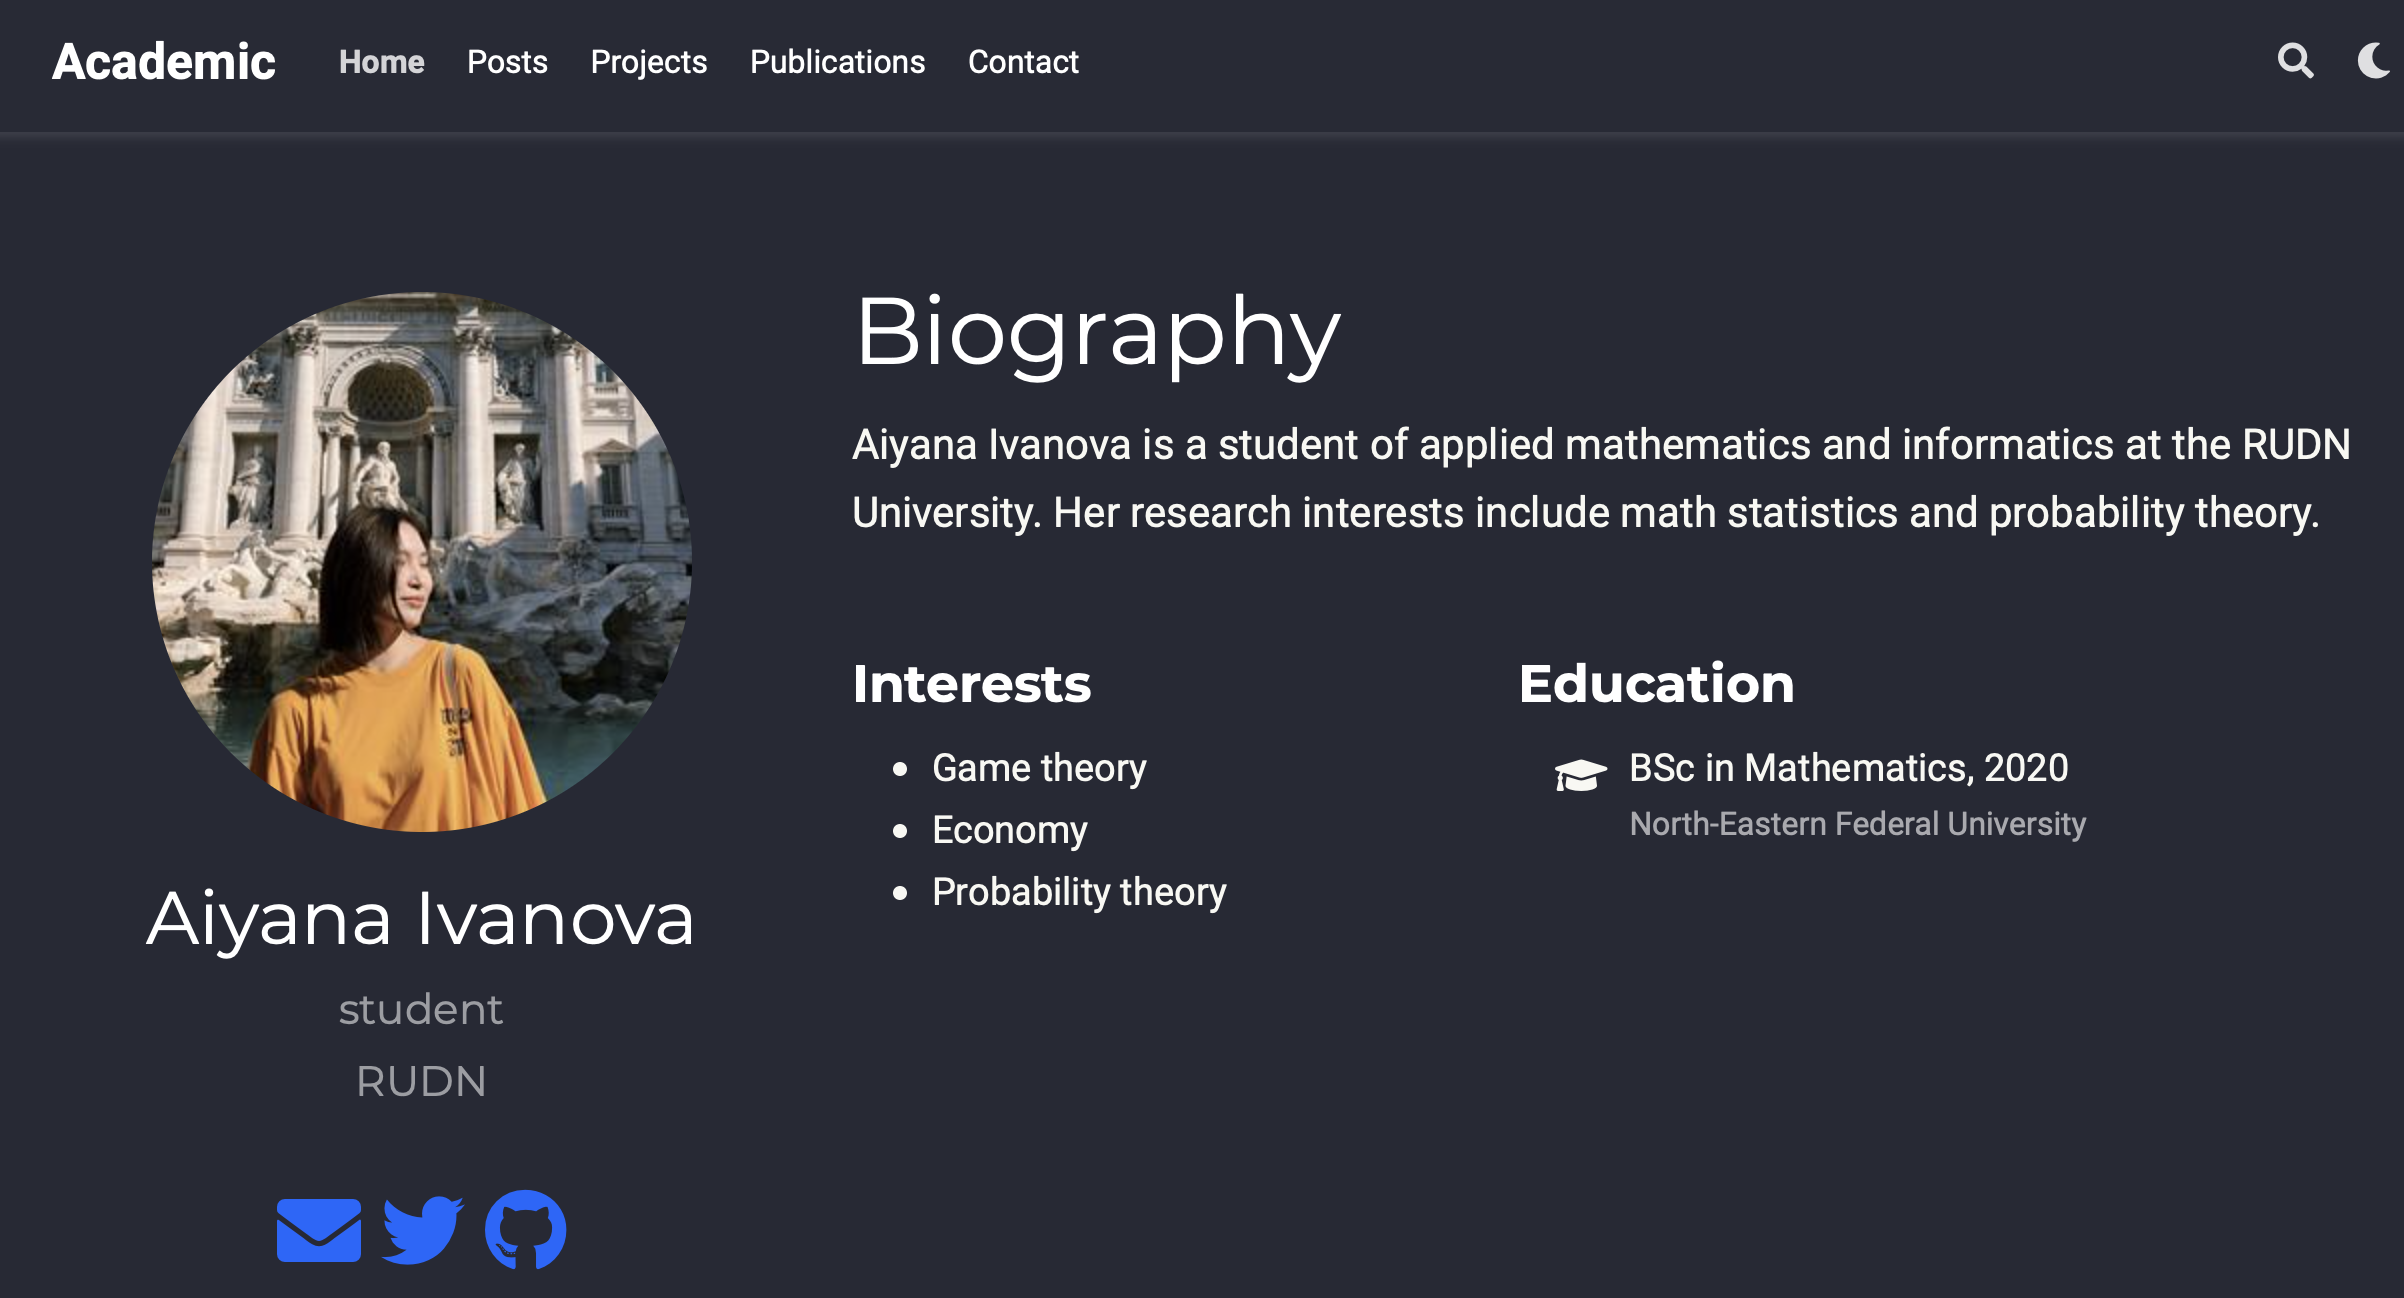 Academic
Home
Posts
Projects
Publications
Contact
Biography
Aiyana Ivanova is a student of applied mathematics and informatics at the RUDN
University. Her research interests include math statistics and probability theory.
Interests
Game theory
Economy
Probability theory
Education
BSc in Mathematics, 2020
North-Eastern Federal University
Aiyana Ivanova
student
RUDN